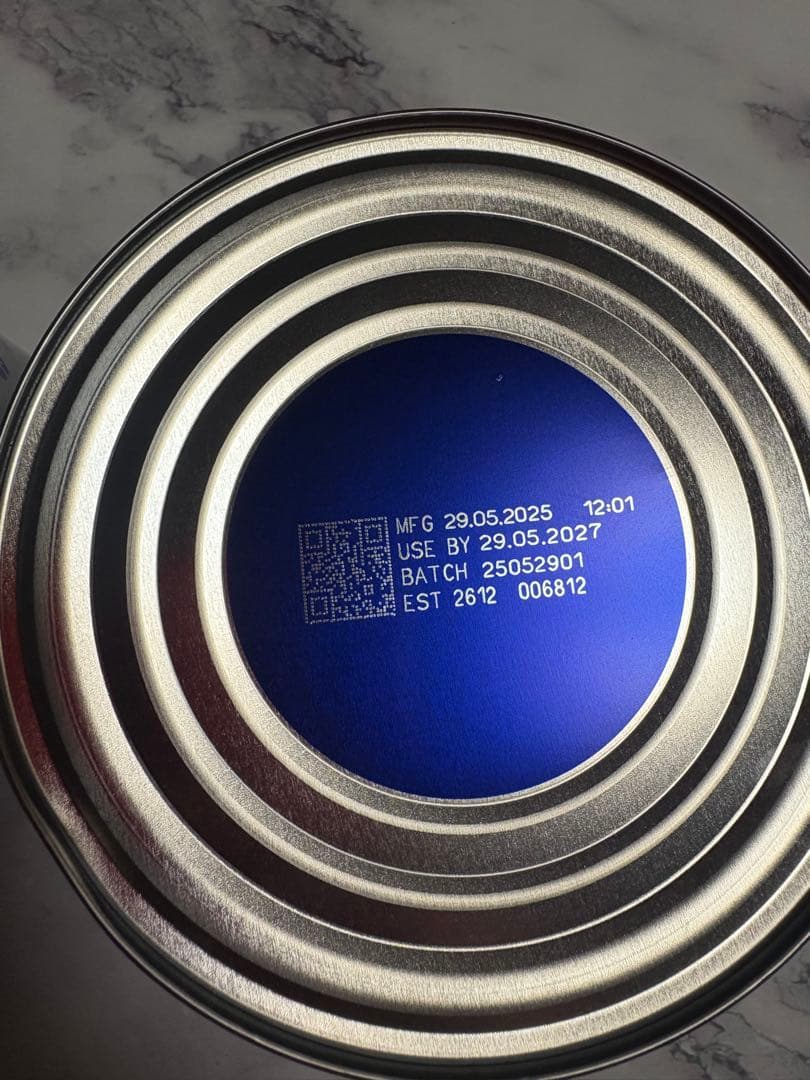 MFG 29.05.2025 12:01
USE BY 29.05.2027
BATCH 25052901
EST 2612 006812